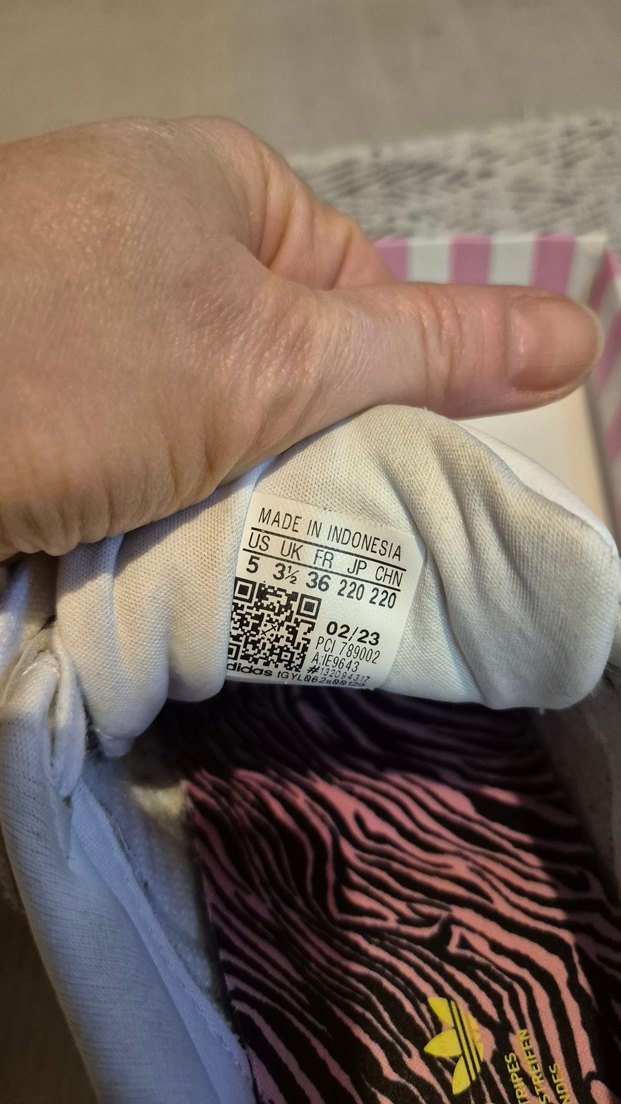 MADE IN INDONESIA
US UK FR JP CHN
5 3½ 36 220 220
02/23
PCI 789002
A:IE9643
adidas